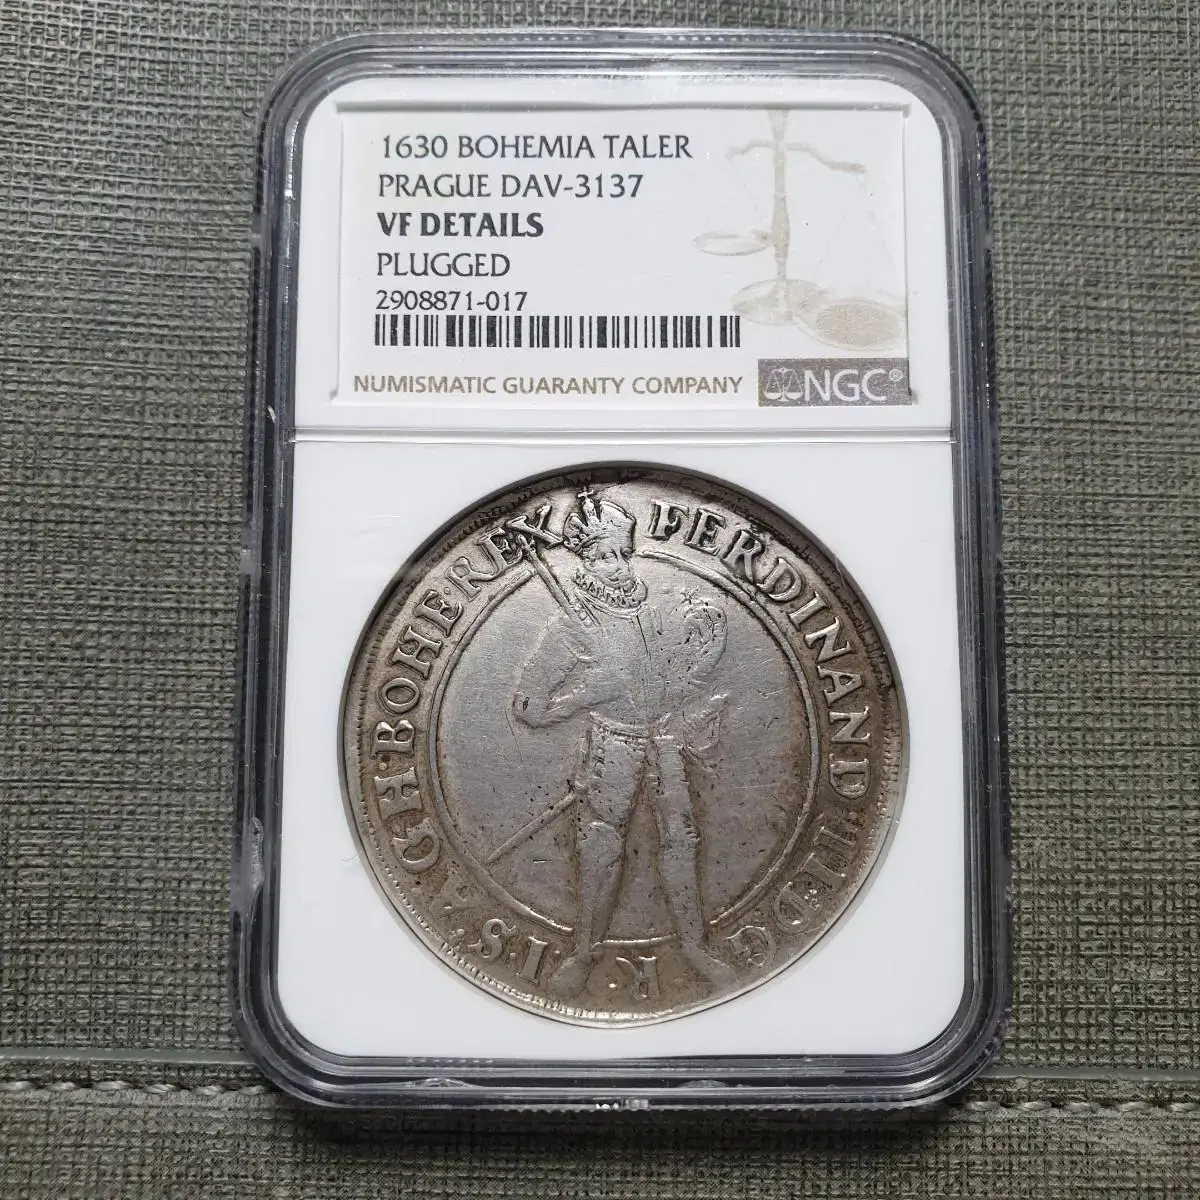 1630 BOHEMIA TALER
PRAGUE DAV-3137
VF DETAILS
PLUGGED
2908871-017
NUMISMATIC GUARANTY COMPANY
NGC®
FERDINAND·II·D:G·
·R·
·I·S·A·G·H·BOHE:REX